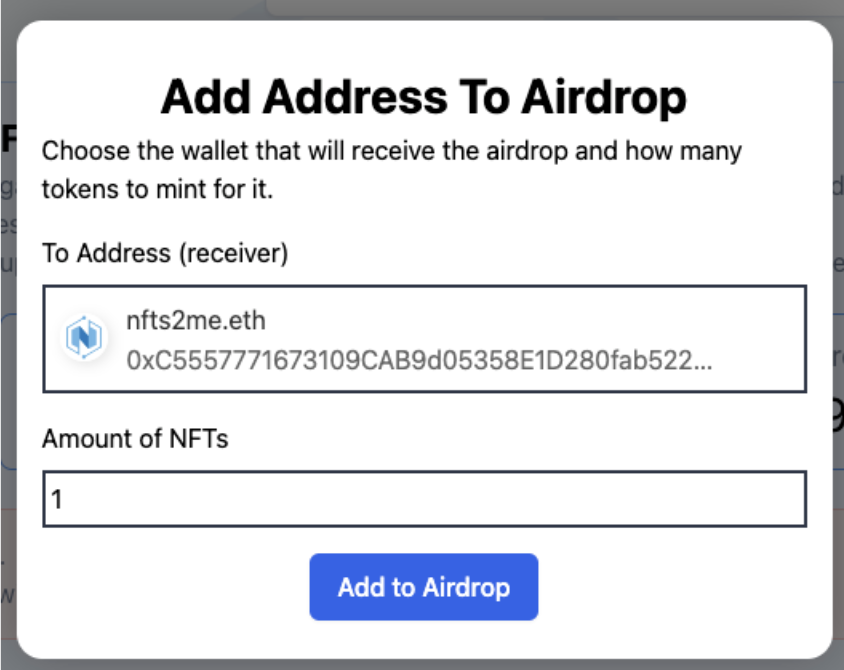 Add Address To Airdrop
Choose the wallet that will receive the airdrop and how many
tokens to mint for it.
To Address (receiver)
nfts2me.eth
0xC5557771673109CAB9d05358E1D280fab522...
Amount of NFTs
1
Add to Airdrop